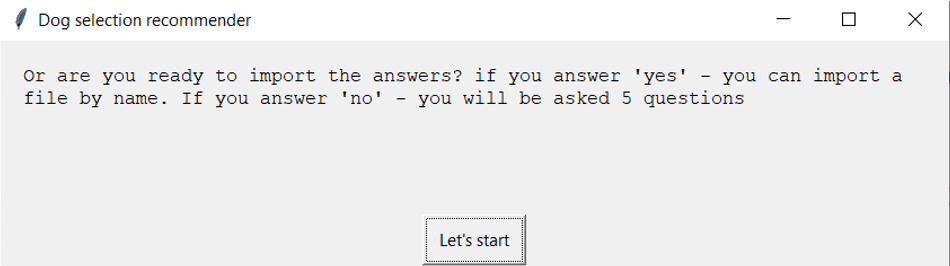 Dog selection recommender
Or are you ready to import the answers? if you answer 'yes' - you can import a
file by name. If you answer 'no' - you will be asked 5 questions
Let's start